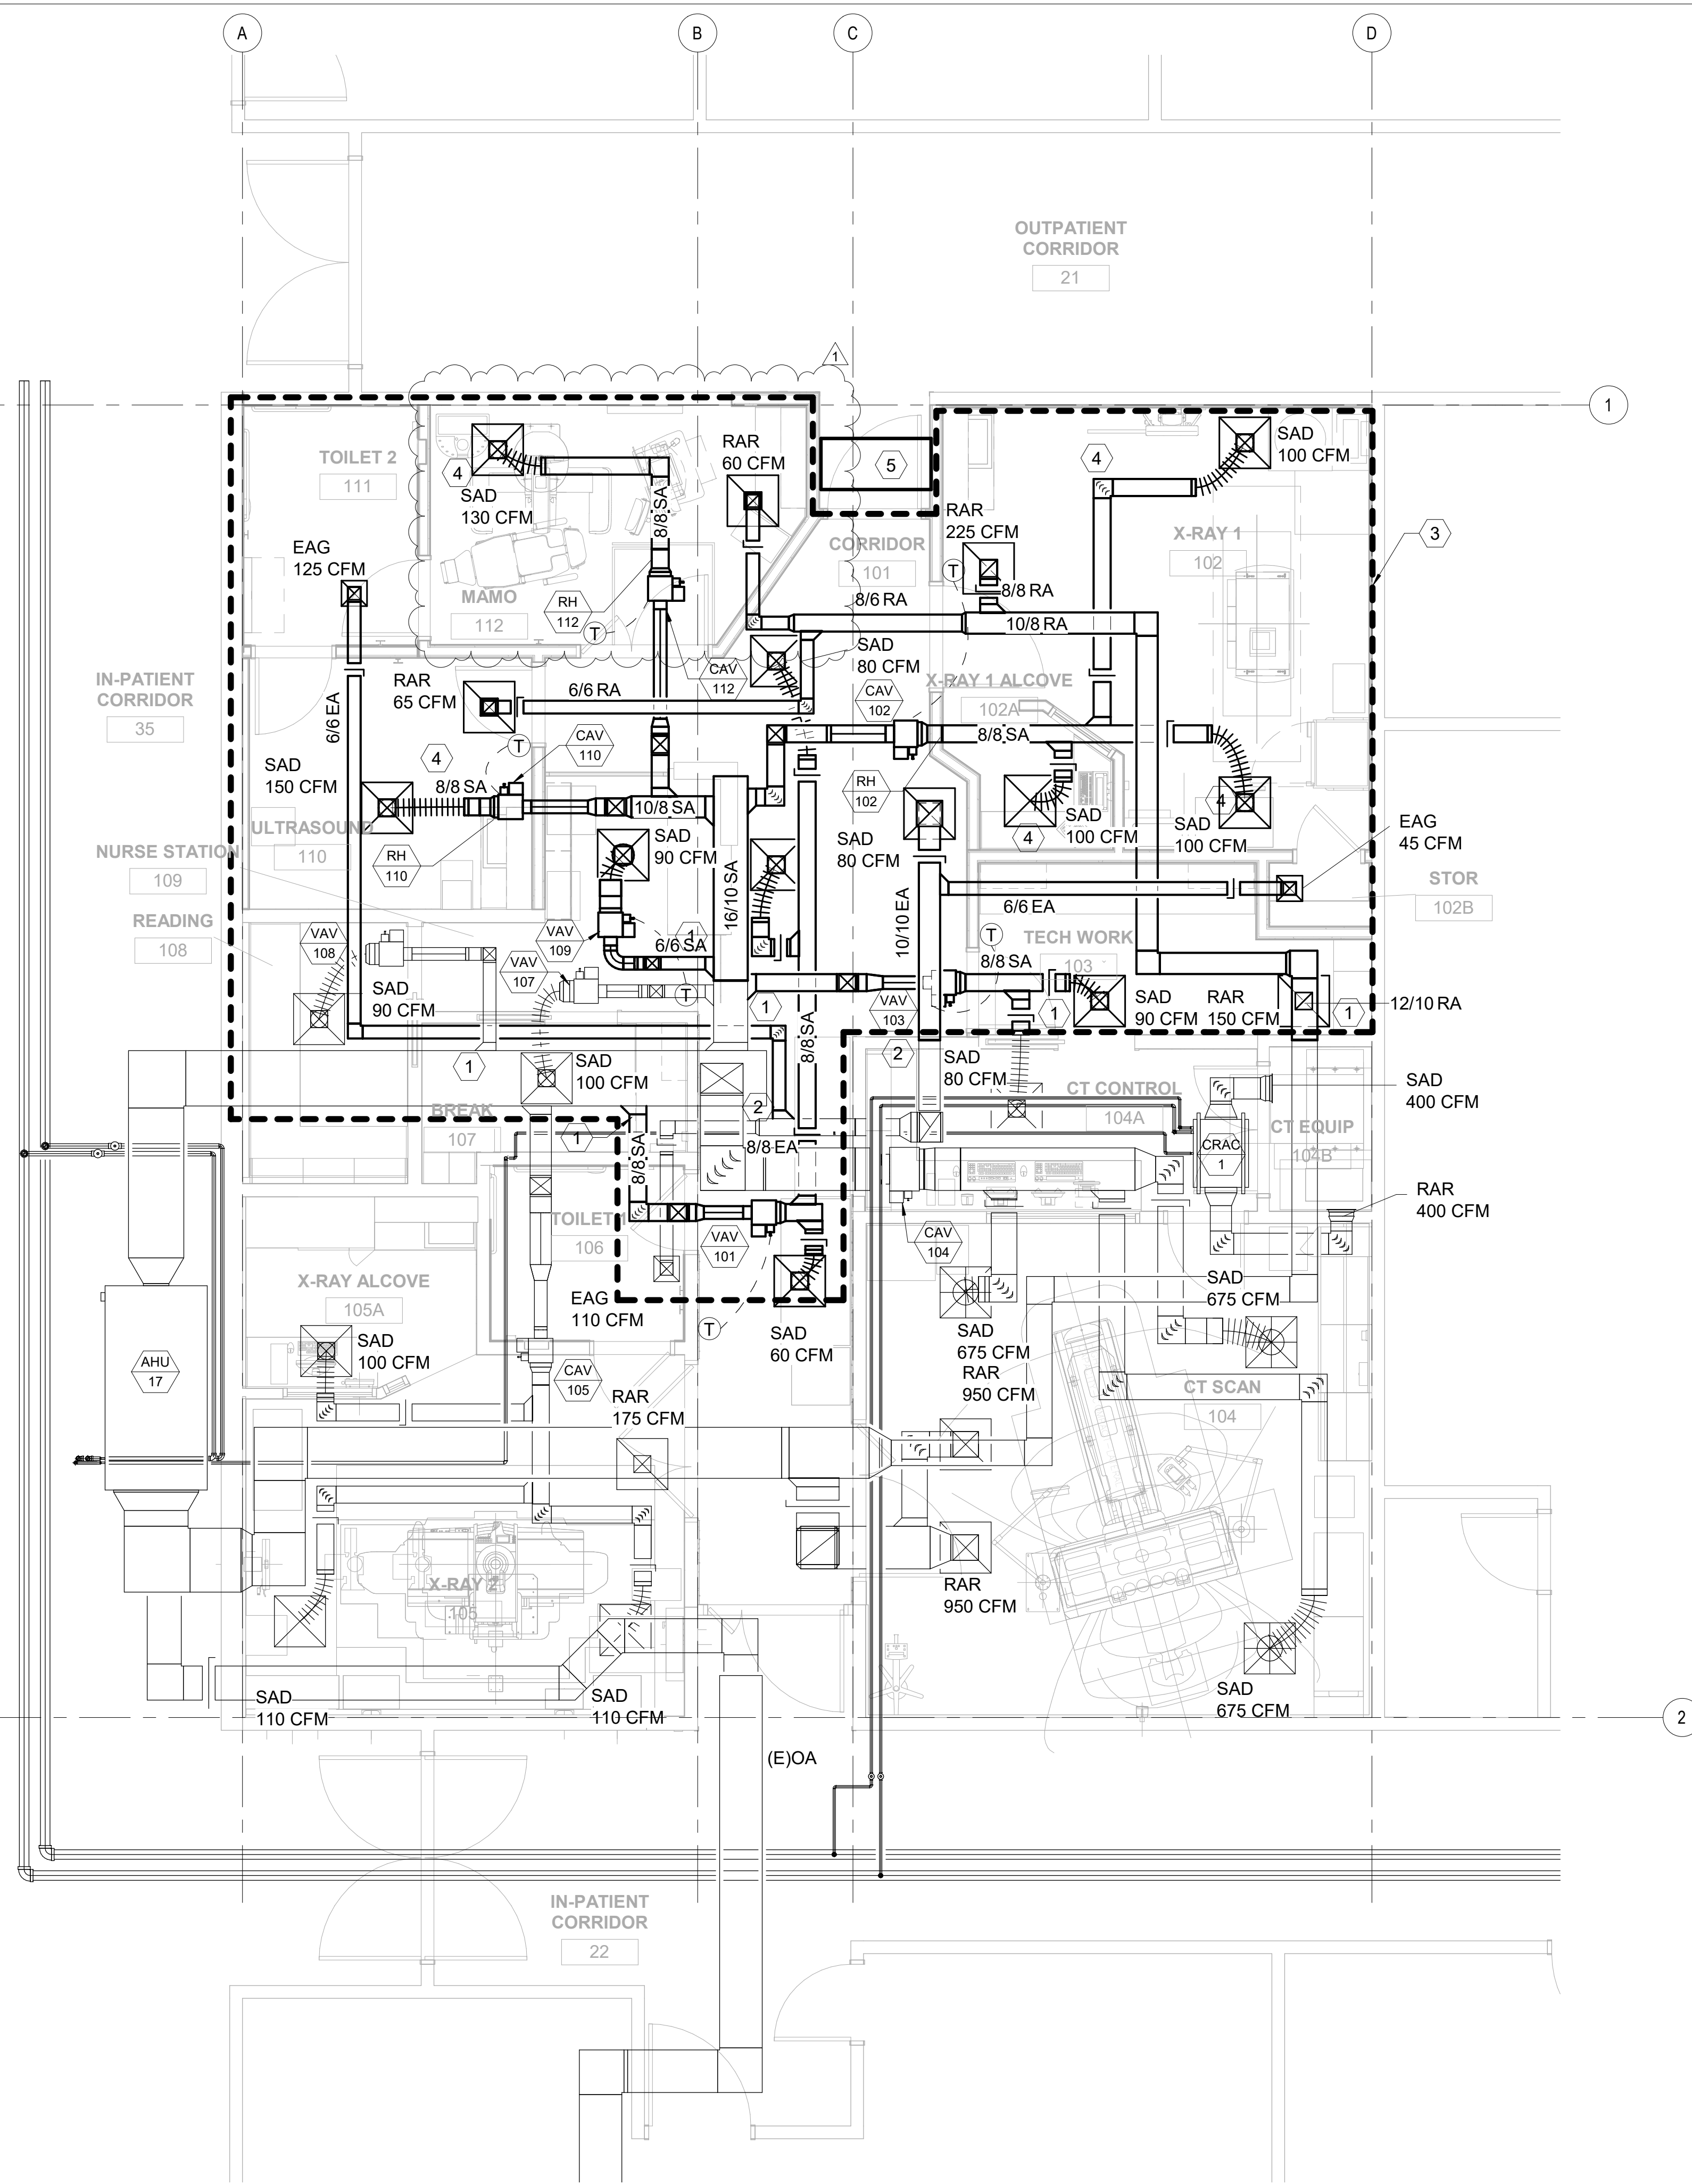 A
B
C
D
OUTPATIENT
CORRIDOR
21
1
1
TOILET 2
111
4
SAD
130 CFM
8/8 SA
RAR
60 CFM
5
4
SAD
100 CFM
RAR
225 CFM
X-RAY 1
102
3
EAG
125 CFM
CORRIDOR
101
MAMO
112
RH
112
T
T
8/6 RA
8/8 RA
10/8 RA
SAD
80 CFM
CAV
112
IN-PATIENT
CORRIDOR
35
RAR
65 CFM
6/6 RA
CAV
102
X-RAY 1 ALCOVE
102A
6/6 EA
T
CAV
110
8/8 SA
4
SAD
150 CFM
8/8 SA
10/8 SA
RH
102
4
ULTRASOUND
110
RH
110
SAD
90 CFM
SAD
80 CFM
4
SAD
100 CFM
SAD
100 CFM
EAG
45 CFM
NURSE STATION
109
16/10 SA
STOR
102B
READING
108
VAV
108
VAV
109
6/6 SA
1
10/10 EA
6/6 EA
T
TECH WORK
103
8/8 SA
VAV
107
T
SAD
90 CFM
1
VAV
103
1
SAD
90 CFM
RAR
150 CFM
1
12/10 RA
8/8 SA
1
SAD
100 CFM
2
SAD
80 CFM
CT CONTROL
104A
SAD
400 CFM
BREAK
107
2
1
8/8 SA
8/8 EA
CRAC
1
CT EQUIP
104B
RAR
400 CFM
TOILET 1
106
VAV
101
CAV
104
X-RAY ALCOVE
105A
EAG
110 CFM
T
SAD
60 CFM
SAD
675 CFM
SAD
675 CFM
AHU
17
SAD
100 CFM
CAV
105
RAR
175 CFM
RAR
950 CFM
CT SCAN
104
X-RAY 2
105
RAR
950 CFM
SAD
110 CFM
SAD
110 CFM
SAD
675 CFM
2
(E)OA
IN-PATIENT
CORRIDOR
22